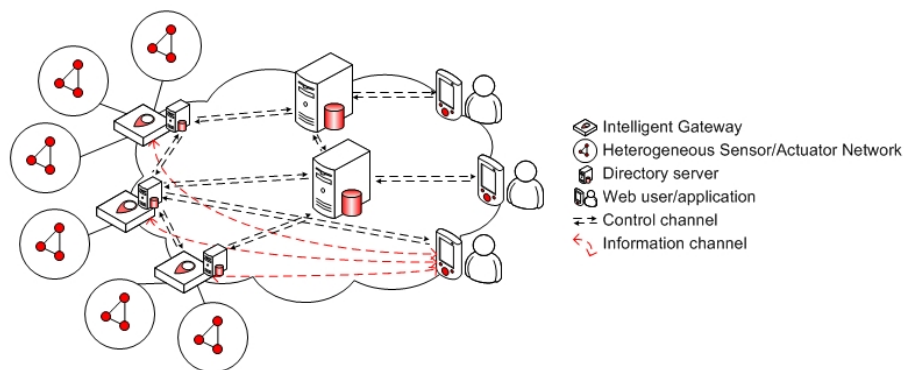 Intelligent Gateway
Heterogeneous Sensor/Actuator Network
Directory server
Web user/application
Control channel
Information channel